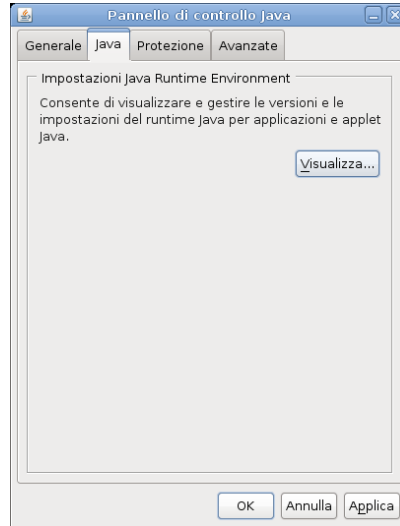 Pannello di controllo Java
Generale Java Protezione Avanzate
Impostazioni Java Runtime Environment
Consente di visualizzare e gestire le versioni e le
impostazioni del runtime Java per applicazioni e applet
Java.
Visualizza...
OK Annulla Applica